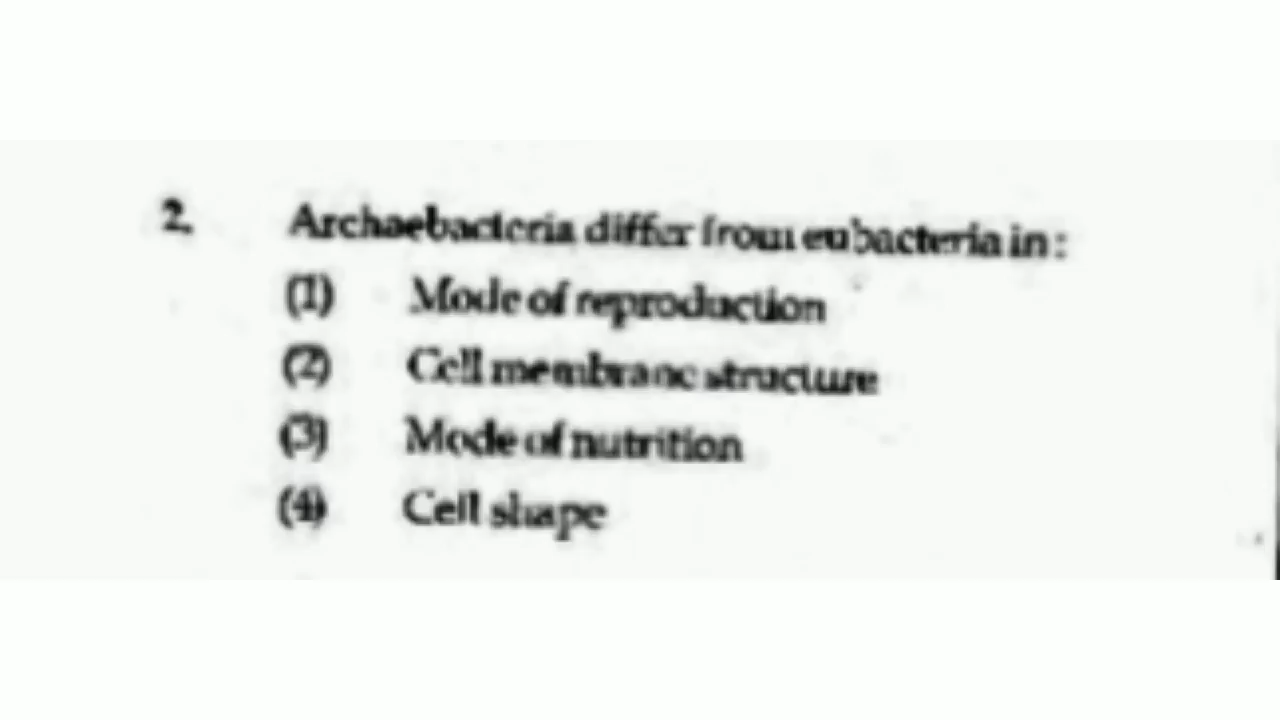 2. Archaebacteria differ from eubacteria in :
(1) Mode of reproduction
(2) Cell membrane structure
(3) Mode of nutrition
(4) Cell shape